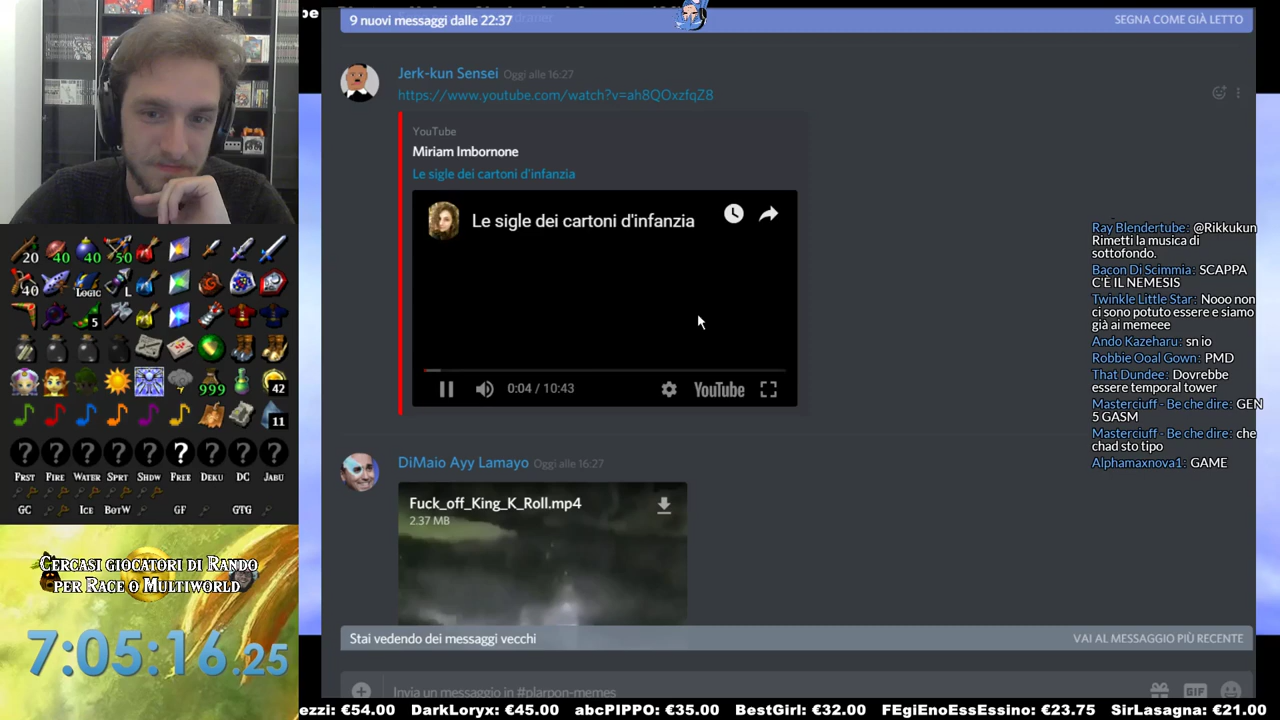 9 nuovi messaggi dalle 22:37
SEGNA COME GIÀ LETTO
Jerk-kun Sensei Oggi alle 16:27
https://www.youtube.com/watch?v=ah8QOxzfqZ8
YouTube
Miriam Imbornone
Le sigle dei cartoni d'infanzia
Le sigle dei cartoni d'infanzia
0:04 / 10:43
YouTube
DiMaio Ayy Lamayo Oggi alle 16:27
Fuck_off_King_K_Roll.mp4
2.37 MB
Stai vedendo dei messaggi vecchi
VAI AL MESSAGGIO PIÙ RECENTE
Invia un messaggio in #plarpon-memes
GIF
Ray Blendertube: @Rikkukun
Rimetti la musica di
sottofondo.
Bacon Di Scimmia: SCAPPA
C'È IL NEMESIS
Twinkle Little Star: Nooo non
ci sono potuto essere e siamo
già ai memeee
Ando Kazeharu: sn io
Robbie Ooal Gown: PMD
That Dundee: Dovrebbe
essere temporal tower
Masterciuff - Be che dire: GEN
5 GASM
Masterciuff - Be che dire: che
chad sto tipo
Alphamaxnova1: GAME
20 40 40 50
40 LOGIC L
5
999 42
11
? ? ? ? ? ? ? ? ?
FRST FIRE WATER SPRT SHDW FREE DEKU DC JABU
GC ICE BOTW GF GTG
CERCASI GIOCATORI DI RANDO
PER RACE O MULTIWORLD
7:05:16.25
ezzi: €54.00 DarkLoryx: €45.00 abcPIPPO: €35.00 BestGirl: €32.00 FEgiEnoEssEssino: €23.75 SirLasagna: €21.00